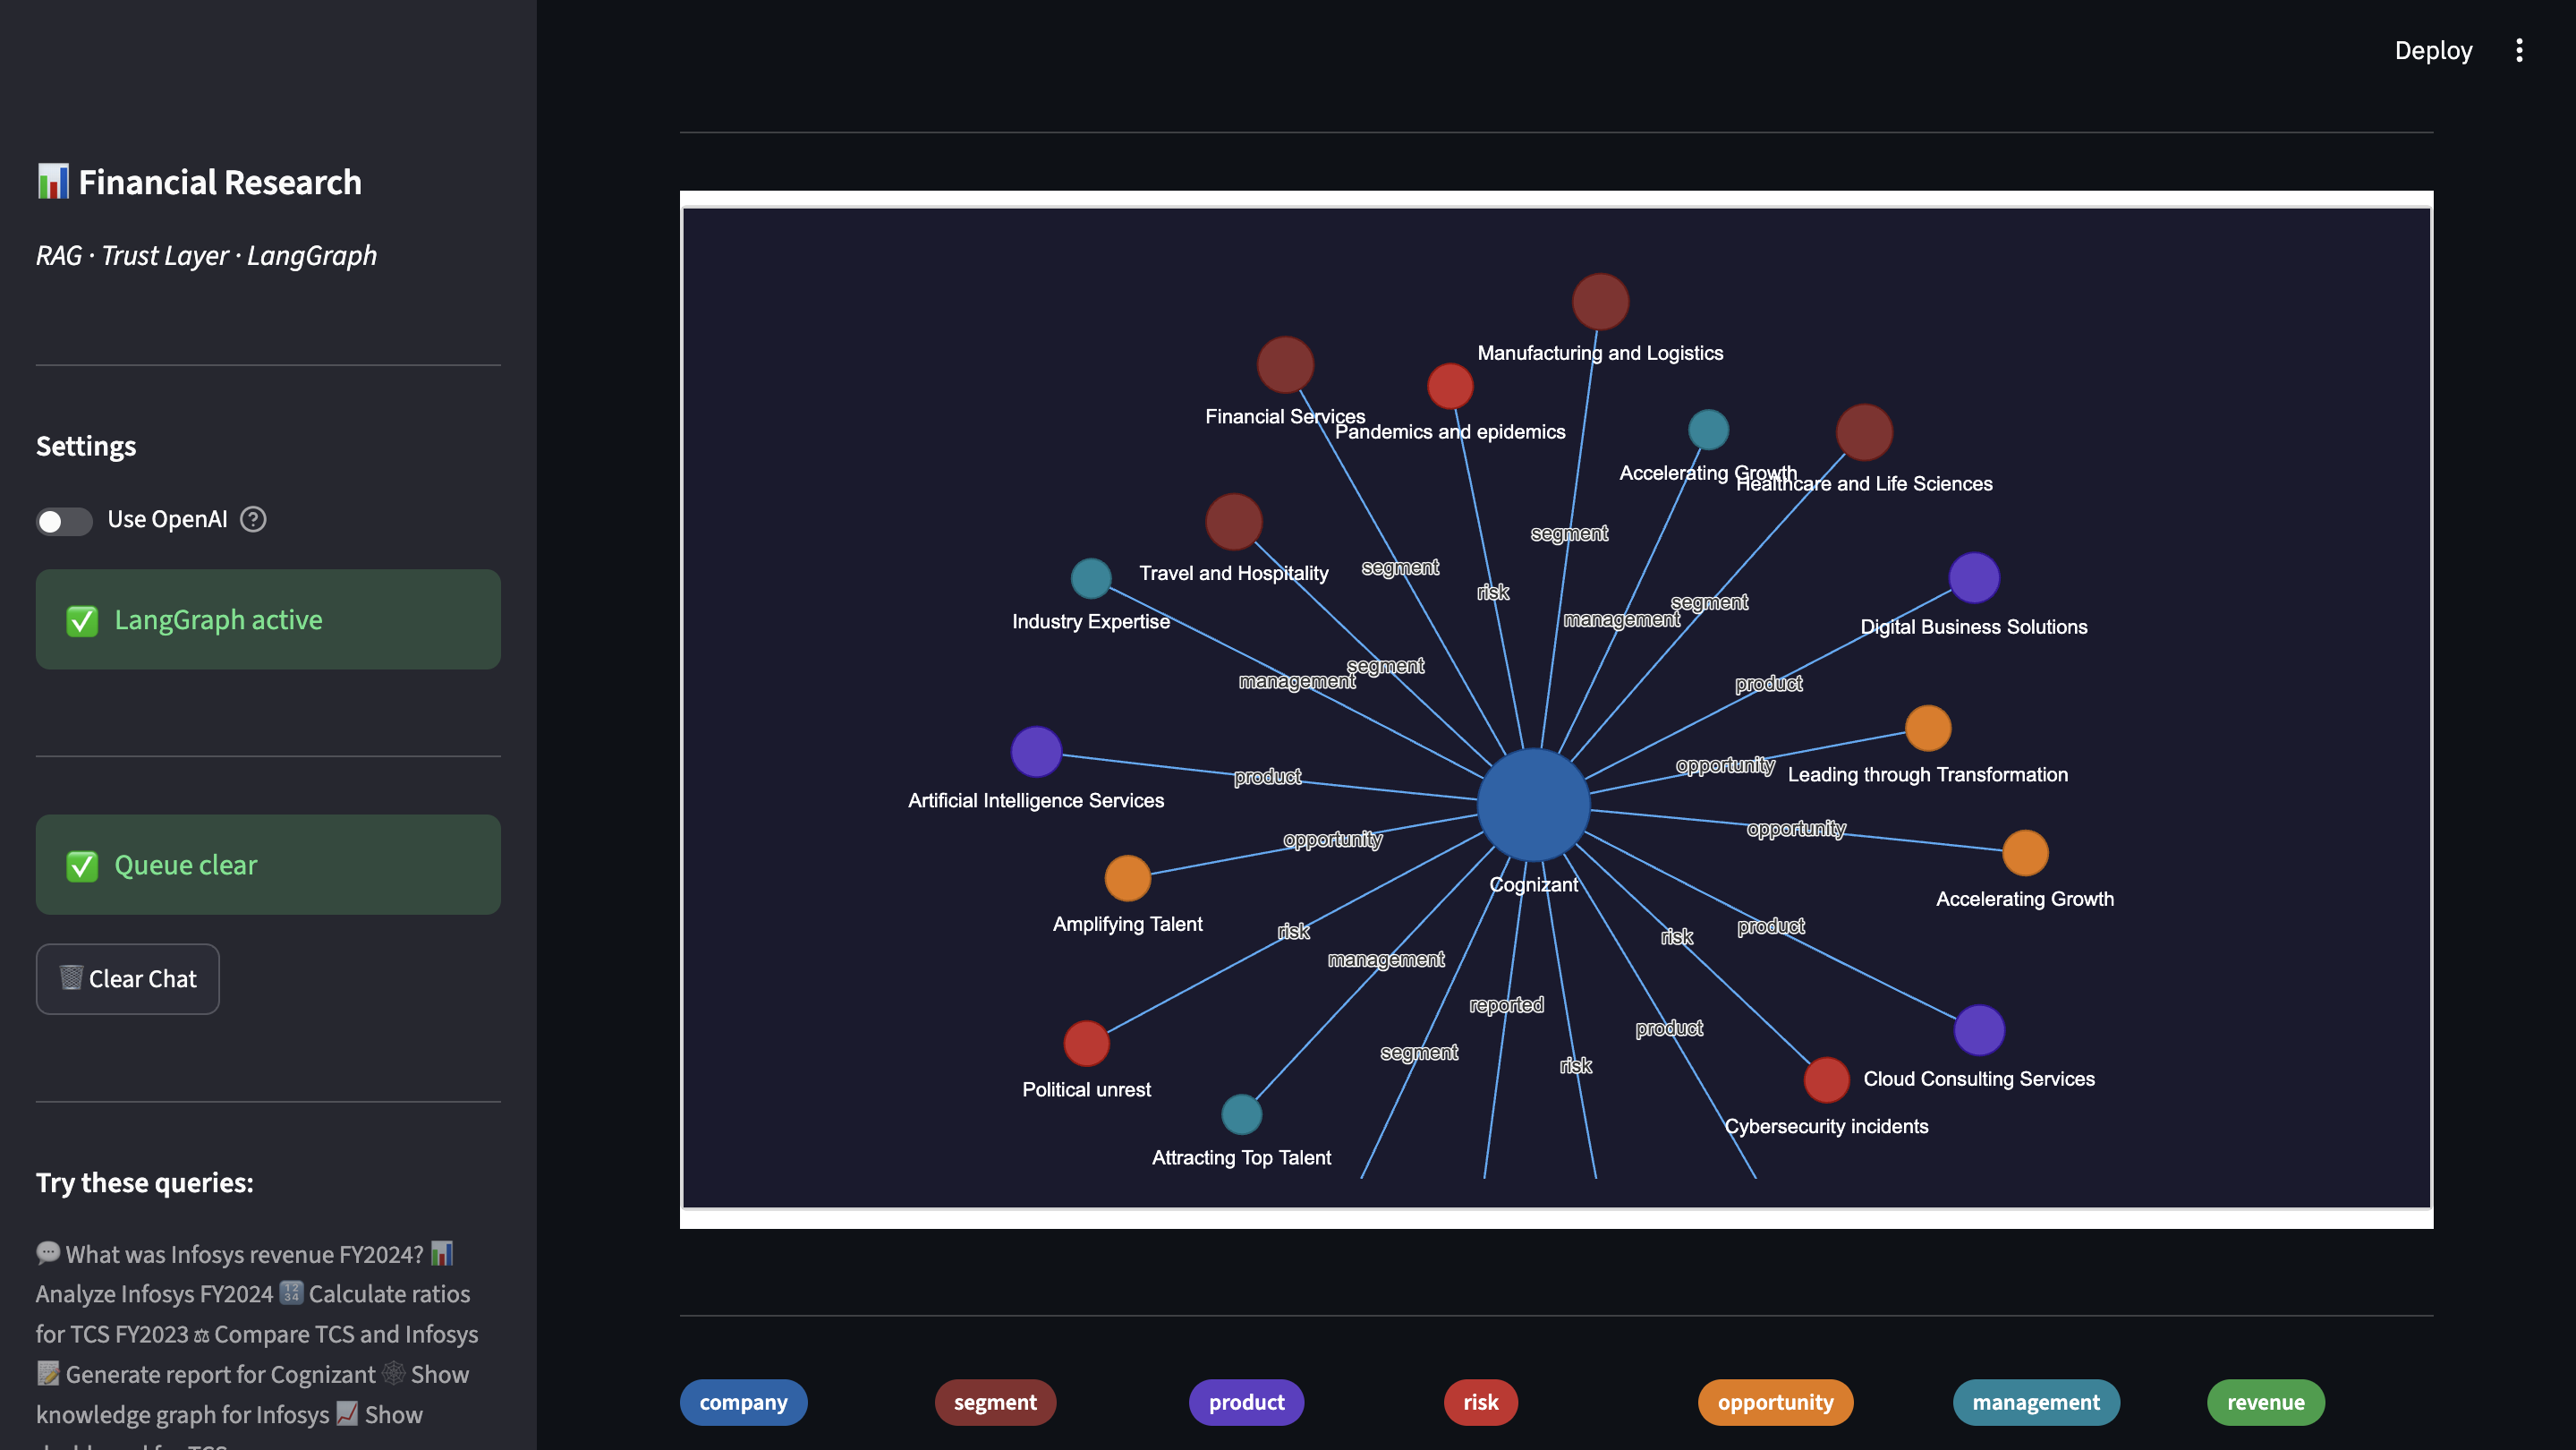 Deploy
📊 Financial Research
RAG · Trust Layer · LangGraph
Settings
Use OpenAI ?
✅ LangGraph active
✅ Queue clear
🗑️ Clear Chat
Try these queries:
💬 What was Infosys revenue FY2024? 📊
Analyze Infosys FY2024 🔢 Calculate ratios
for TCS FY2023 ⚖ Compare TCS and Infosys
📝 Generate report for Cognizant 🕸 Show
knowledge graph for Infosys 📈 Show
Manufacturing and Logistics
Financial Services
Pandemics and epidemics
Accelerating Growth
Healthcare and Life Sciences
segment
Travel and Hospitality
segment
risk
segment
management
Industry Expertise
Digital Business Solutions
segment
management
product
opportunity
Leading through Transformation
product
Artificial Intelligence Services
opportunity
opportunity
Cognizant
Accelerating Growth
Amplifying Talent
risk
risk
product
management
reported
product
segment
risk
Political unrest
Cloud Consulting Services
Cybersecurity incidents
Attracting Top Talent
company
segment
product
risk
opportunity
management
revenue